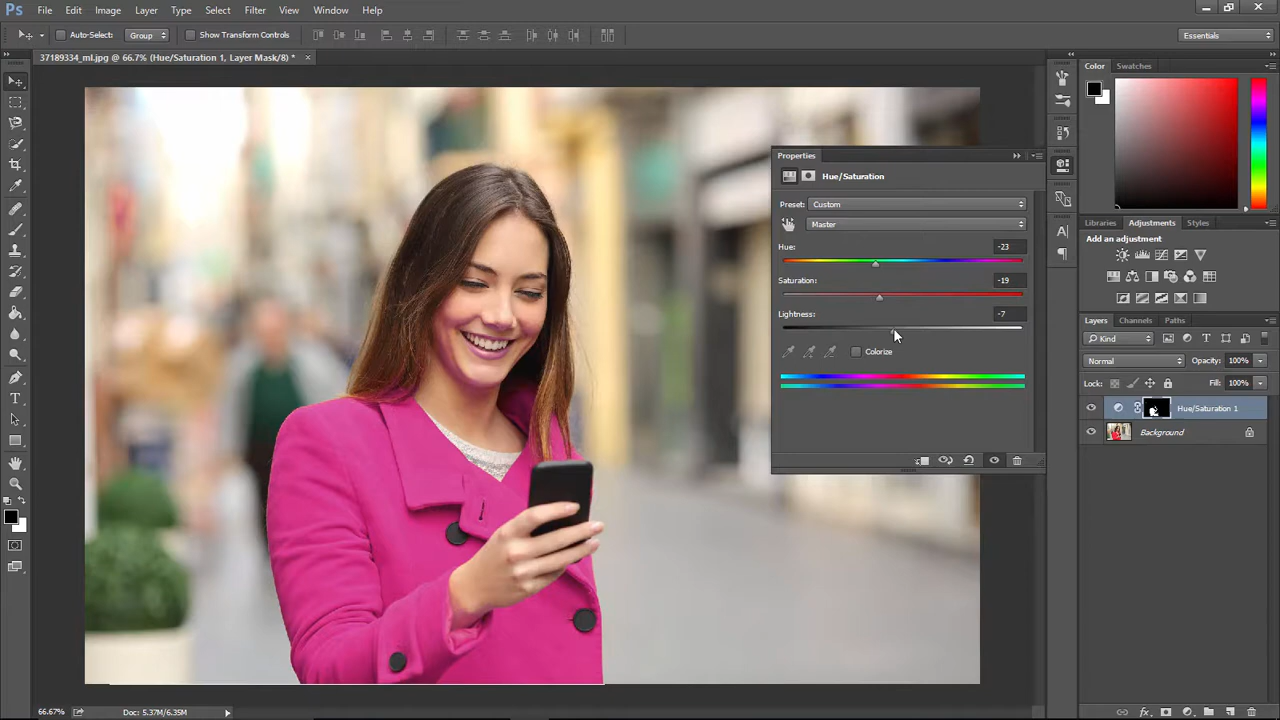 Ps File Edit Image Layer Type Select Filter View Window Help
Auto-Select: Group Show Transform Controls Essentials
37189334_ml.jpg @ 66.7% (Hue/Saturation 1, Layer Mask/8) * ×
Color Swatches
Properties
Hue/Saturation
Preset: Custom
Master
Hue: -23
Saturation: -19
Lightness: -7
Colorize
Libraries Adjustments Styles
Add an adjustment
Layers Channels Paths
Kind
Normal Opacity: 100%
Lock: Fill: 100%
Hue/Saturation 1
Background
66.67% Doc: 5.37M/6.35M